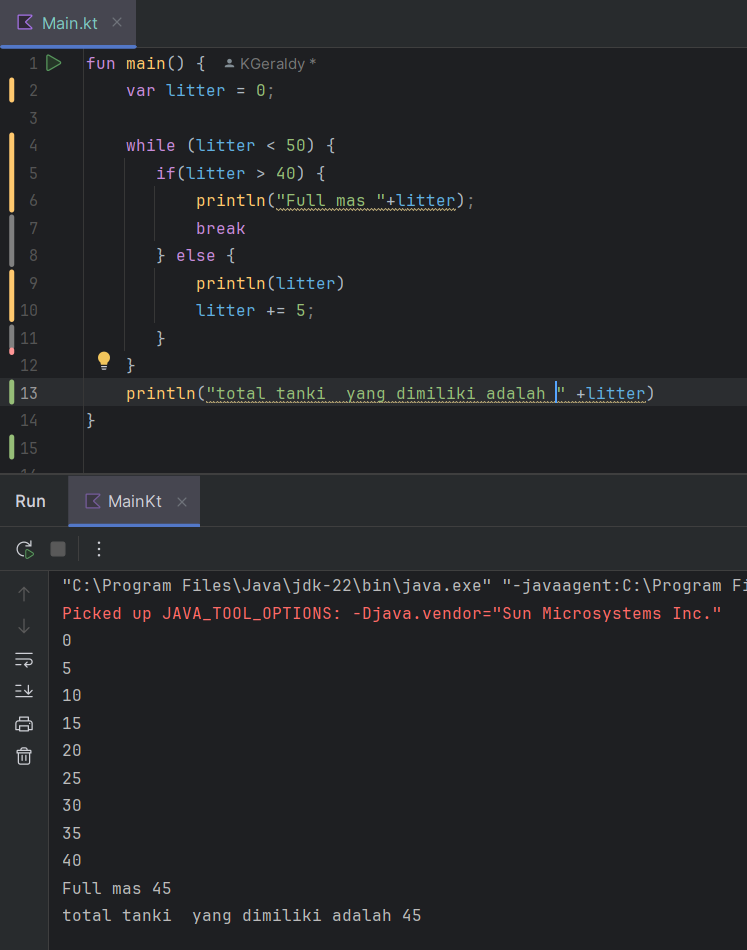 Main.kt
1 fun main() { KGeraldy *
2 var litter = 0;
3
4 while (litter < 50) {
5 if(litter > 40) {
6 println("Full mas "+litter);
7 break
8 } else {
9 println(litter)
10 litter += 5;
11 }
12 }
13 println("total tanki  yang dimiliki adalah " +litter)
14 }
15
Run MainKt
"C:\Program Files\Java\jdk-22\bin\java.exe" "-javaagent:C:\Program Fi
Picked up JAVA_TOOL_OPTIONS: -Djava.vendor="Sun Microsystems Inc."
0
5
10
15
20
25
30
35
40
Full mas 45
total tanki  yang dimiliki adalah 45